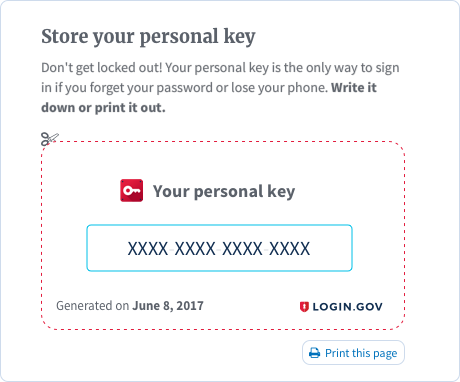 Store your personal key
Don't get locked out! Your personal key is the only way to sign
in if you forget your password or lose your phone. Write it
down or print it out.
Your personal key
XXXX-XXXX-XXXX-XXXX
Generated on June 8, 2017
LOGIN.GOV
Print this page